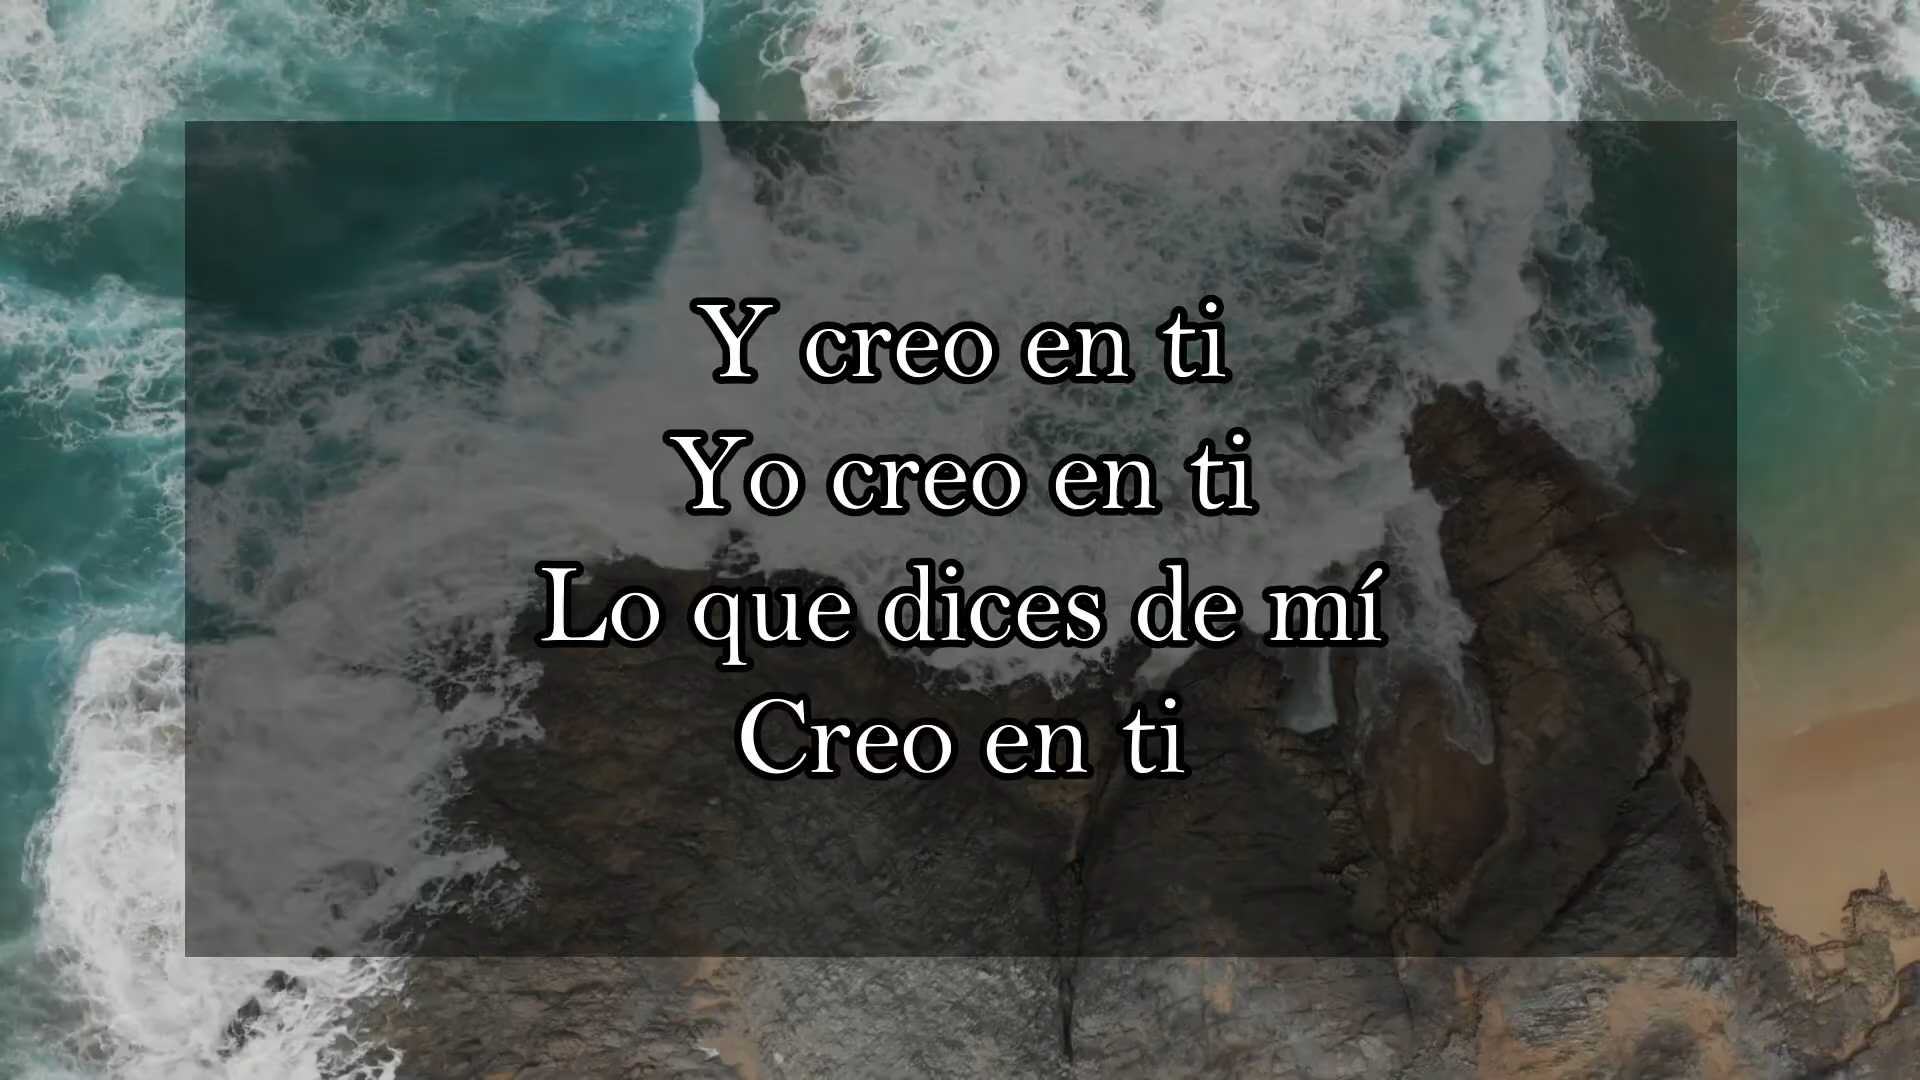 Y creo en ti
Yo creo en ti
Lo que dices de mí
Creo en ti